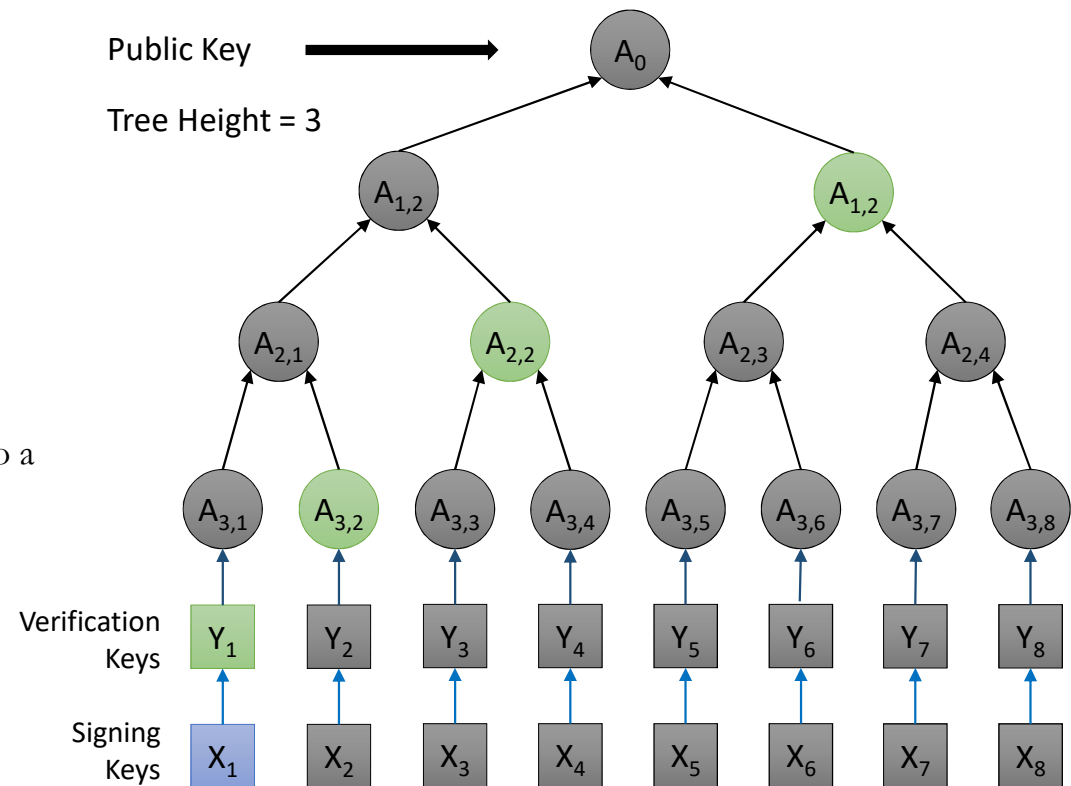 Public Key
A0
Tree Height = 3
A1,2
A1,2
A2,1
A2,2
A2,3
A2,4
o a
A3,1
A3,2
A3,3
A3,4
A3,5
A3,6
A3,7
A3,8
Verification
Keys
Y1
Y2
Y3
Y4
Y5
Y6
Y7
Y8
Signing
Keys
X1
X2
X3
X4
X5
X6
X7
X8